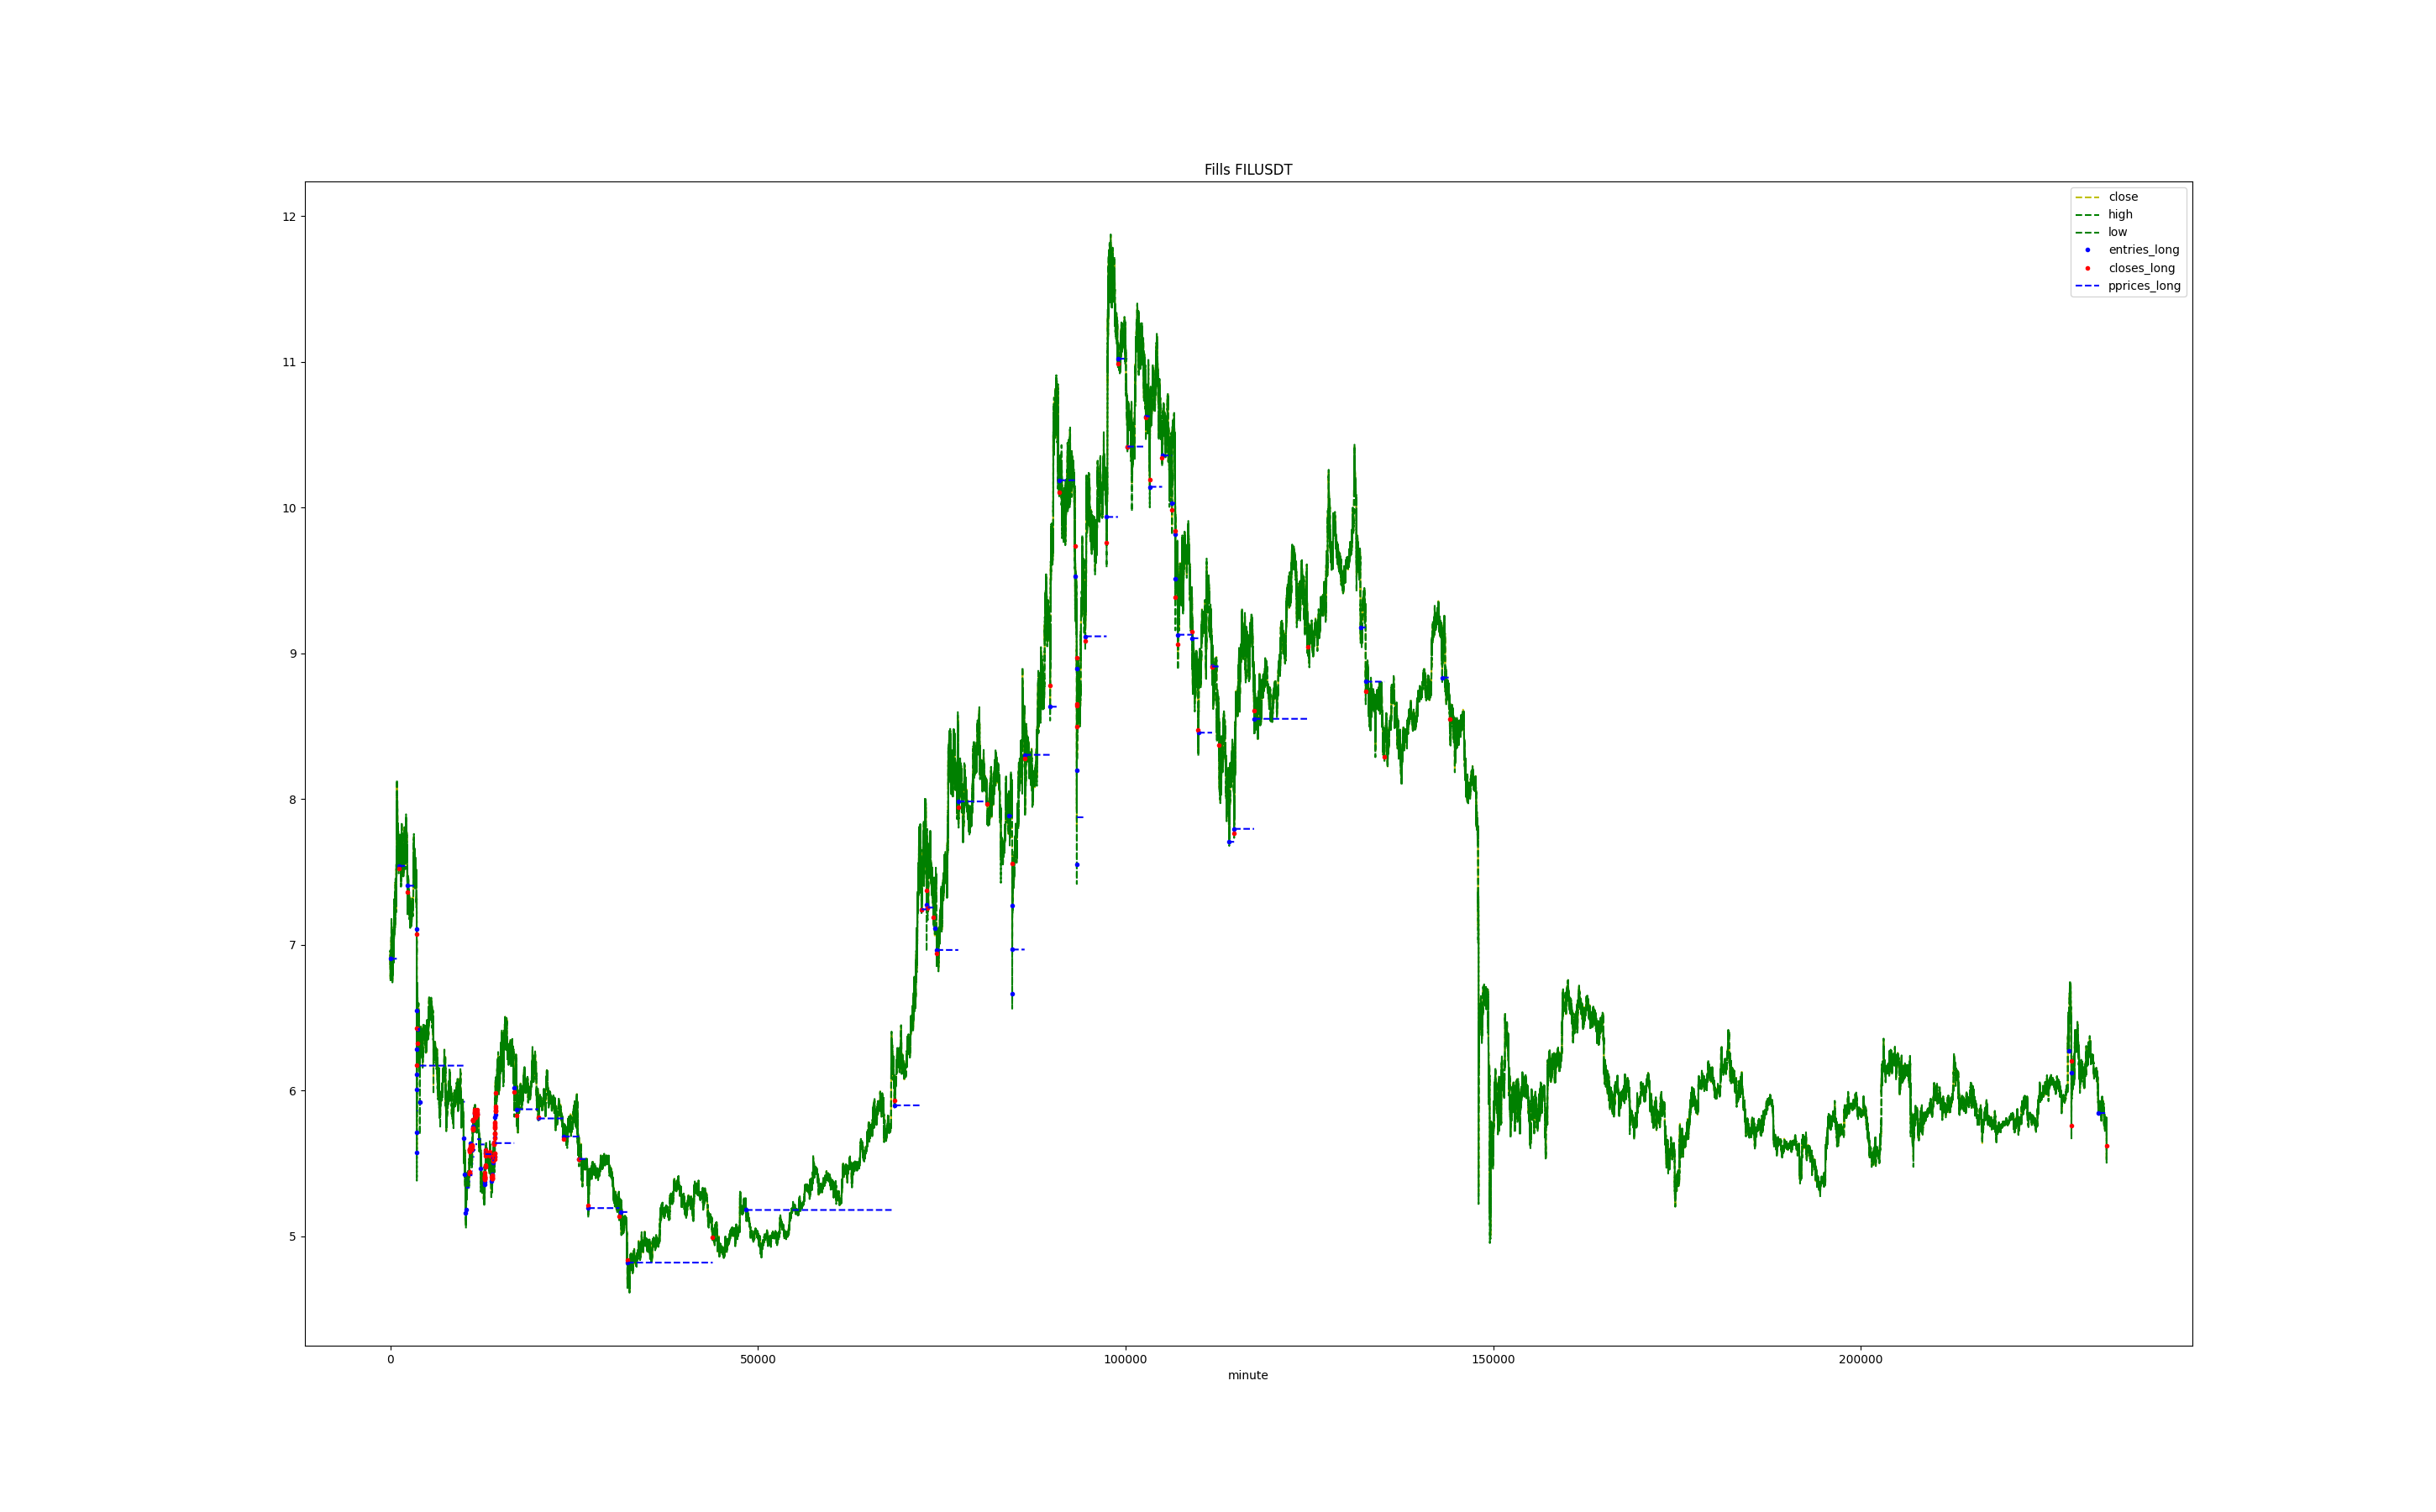 Fills FILUSDT
close
high
low
entries_long
closes_long
pprices_long
12
11
10
9
8
7
6
5
0
50000
100000
150000
200000
minute